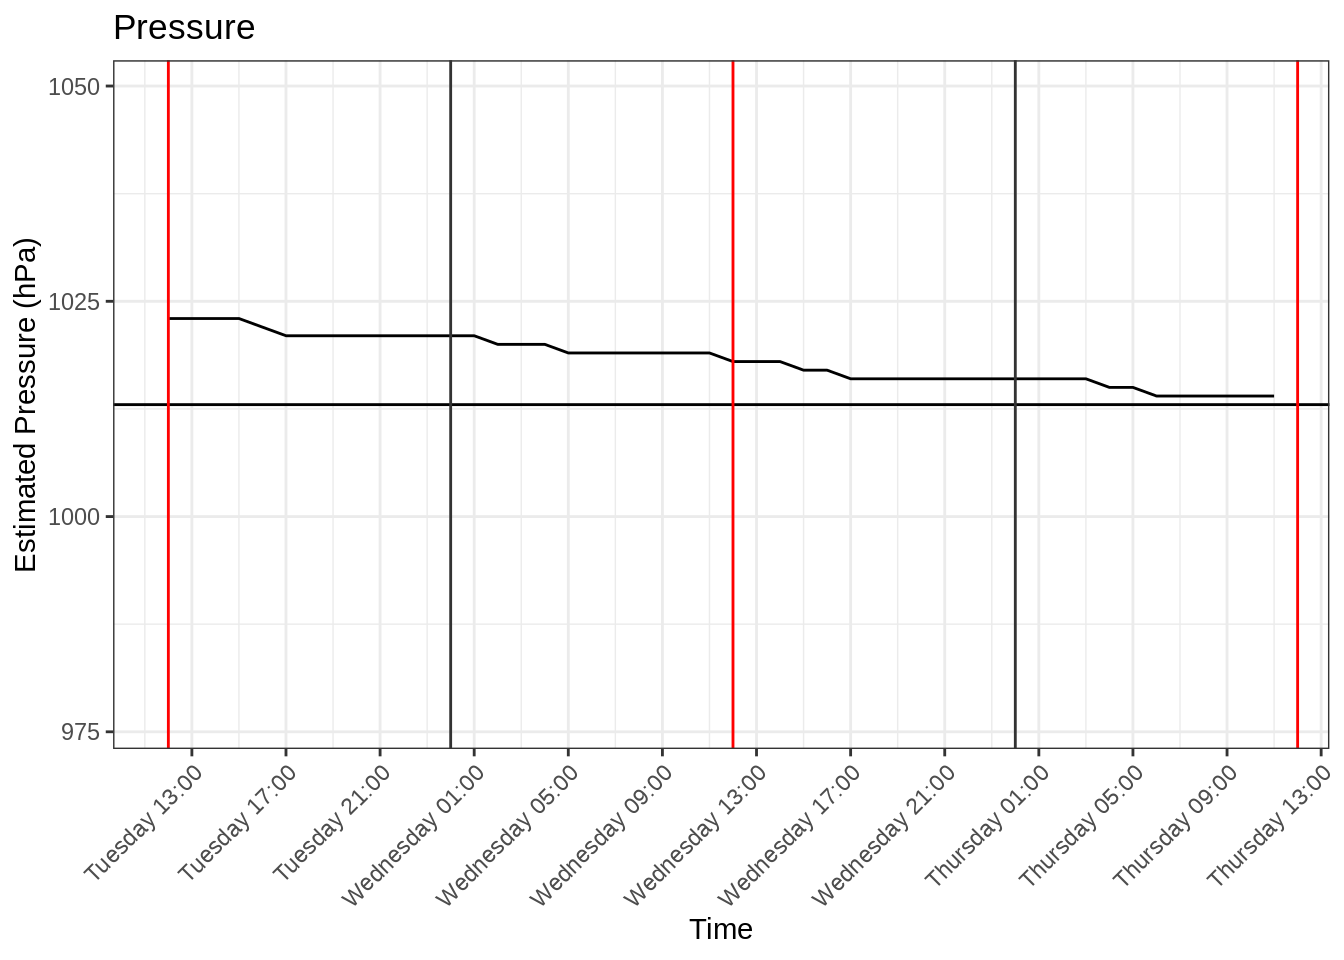 Pressure
Estimated Pressure (hPa)
1050
1025
1000
975
Tuesday 13:00
Tuesday 17:00
Tuesday 21:00
Wednesday 01:00
Wednesday 05:00
Wednesday 09:00
Wednesday 13:00
Wednesday 17:00
Wednesday 21:00
Thursday 01:00
Thursday 05:00
Thursday 09:00
Thursday 13:00
Time